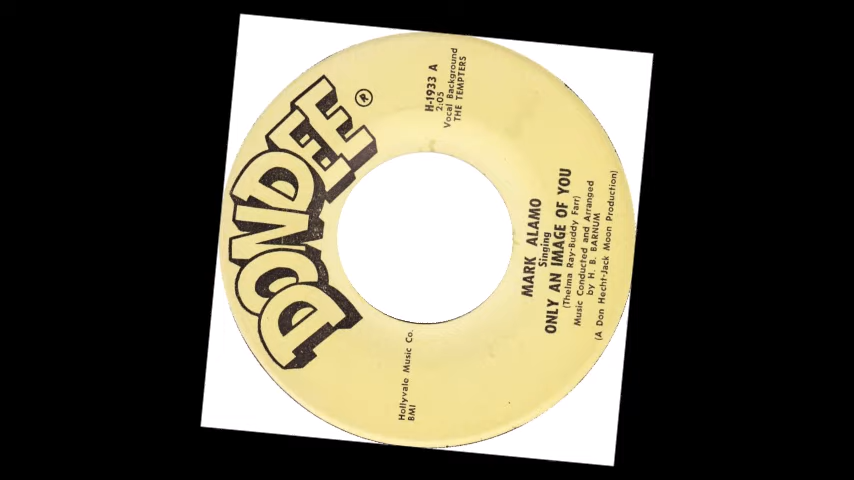 DONDEE
Hollyvale Music Co.
BMI
H-1933 A
2:05
Vocal Background
THE TEMPTERS
MARK ALAMO
Singing
ONLY AN IMAGE OF YOU
(Thelma Ray-Buddy Farr)
Music Conducted and Arranged
by H. B. BARNUM
(A Don Hecht-Jack Moon Production)